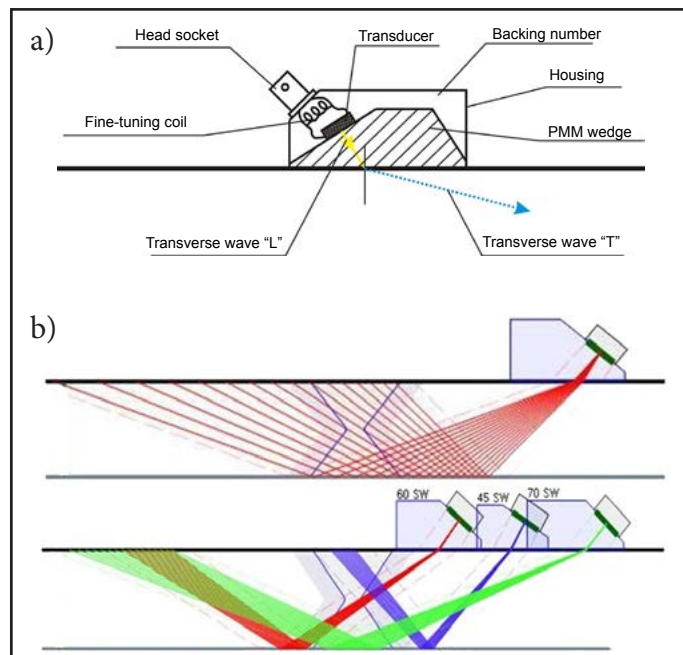 a)
Head socket
Transducer
Backing number
Housing
Fine-tuning coil
PMM wedge
Transverse wave “L”
Transverse wave “T”
b)
60 SW
45 SW
70 SW